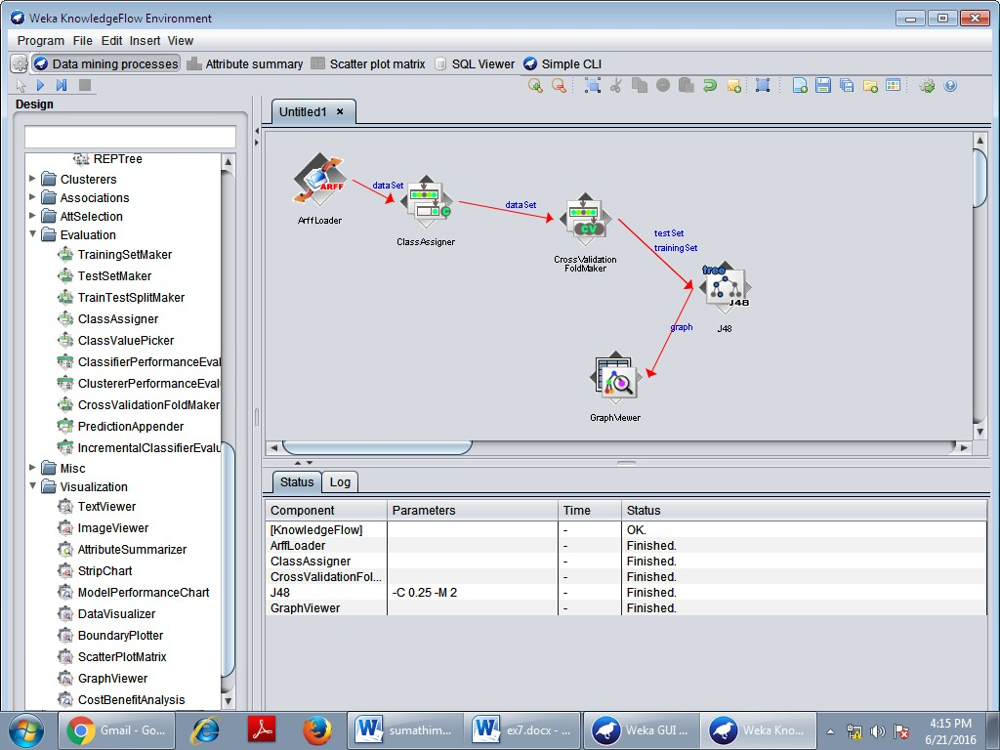 Weka KnowledgeFlow Environment
Program File Edit Insert View
Data mining processes Attribute summary Scatter plot matrix SQL Viewer Simple CLI
Design
Untitled1
REPTree
Clusterers
Associations
AttSelection
Evaluation
TrainingSetMaker
TestSetMaker
TrainTestSplitMaker
ClassAssigner
ClassValuePicker
ClassifierPerformanceEval
ClustererPerformanceEval
CrossValidationFoldMaker
PredictionAppender
IncrementalClassifierEvalu
Misc
Visualization
TextViewer
ImageViewer
AttributeSummarizer
StripChart
ModelPerformanceChart
DataVisualizer
BoundaryPlotter
ScatterPlotMatrix
GraphViewer
CostBenefitAnalysis
ARFF
ArffLoader
dataSet
C
ClassAssigner
dataSet
CV
CrossValidation
FoldMaker
testSet
trainingSet
tree
J48
J48
graph
GraphViewer
Status Log
Component Parameters Time Status
[KnowledgeFlow] - OK.
ArffLoader - Finished.
ClassAssigner - Finished.
CrossValidationFol... - Finished.
J48 -C 0.25 -M 2 - Finished.
GraphViewer - Finished.
Gmail - Go...
sumathim...
ex7.docx - ...
Weka GUI ...
Weka Kno...
4:15 PM
6/21/2016